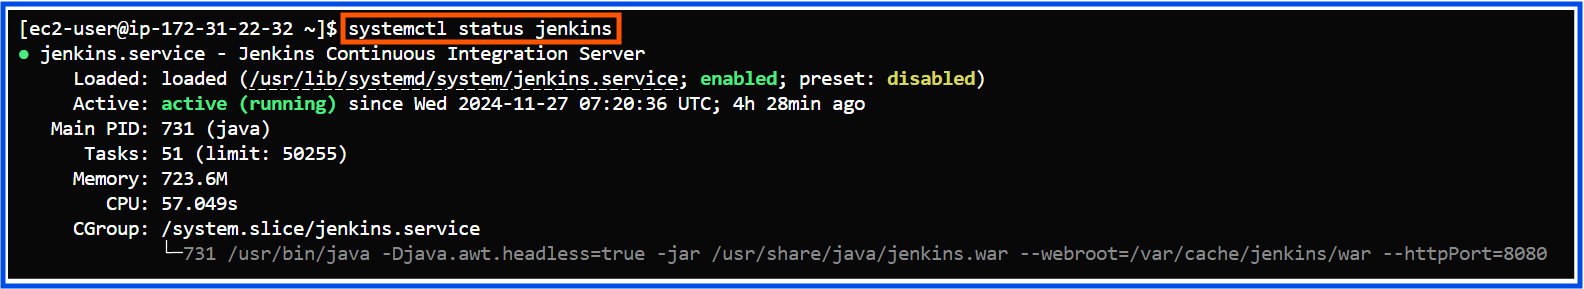 [ec2-user@ip-172-31-22-32 ~]$ systemctl status jenkins
● jenkins.service - Jenkins Continuous Integration Server
Loaded: loaded (/usr/lib/systemd/system/jenkins.service; enabled; preset: disabled)
Active: active (running) since Wed 2024-11-27 07:20:36 UTC; 4h 28min ago
Main PID: 731 (java)
Tasks: 51 (limit: 50255)
Memory: 723.6M
CPU: 57.049s
CGroup: /system.slice/jenkins.service
└─731 /usr/bin/java -Djava.awt.headless=true -jar /usr/share/java/jenkins.war --webroot=/var/cache/jenkins/war --httpPort=8080